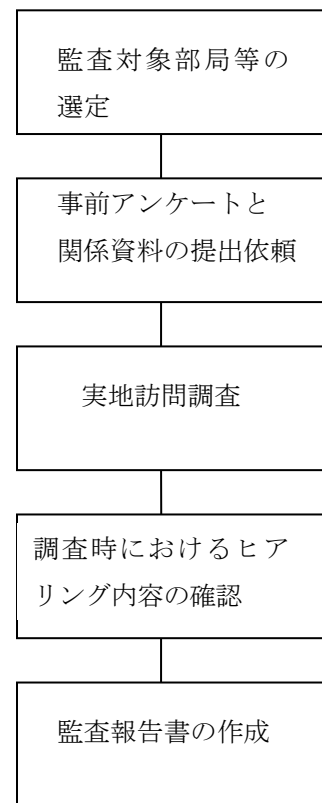 監査対象部局等の
選定
事前アンケートと
関係資料の提出依頼
実地訪問調査
調査時におけるヒア
リング内容の確認
監査報告書の作成